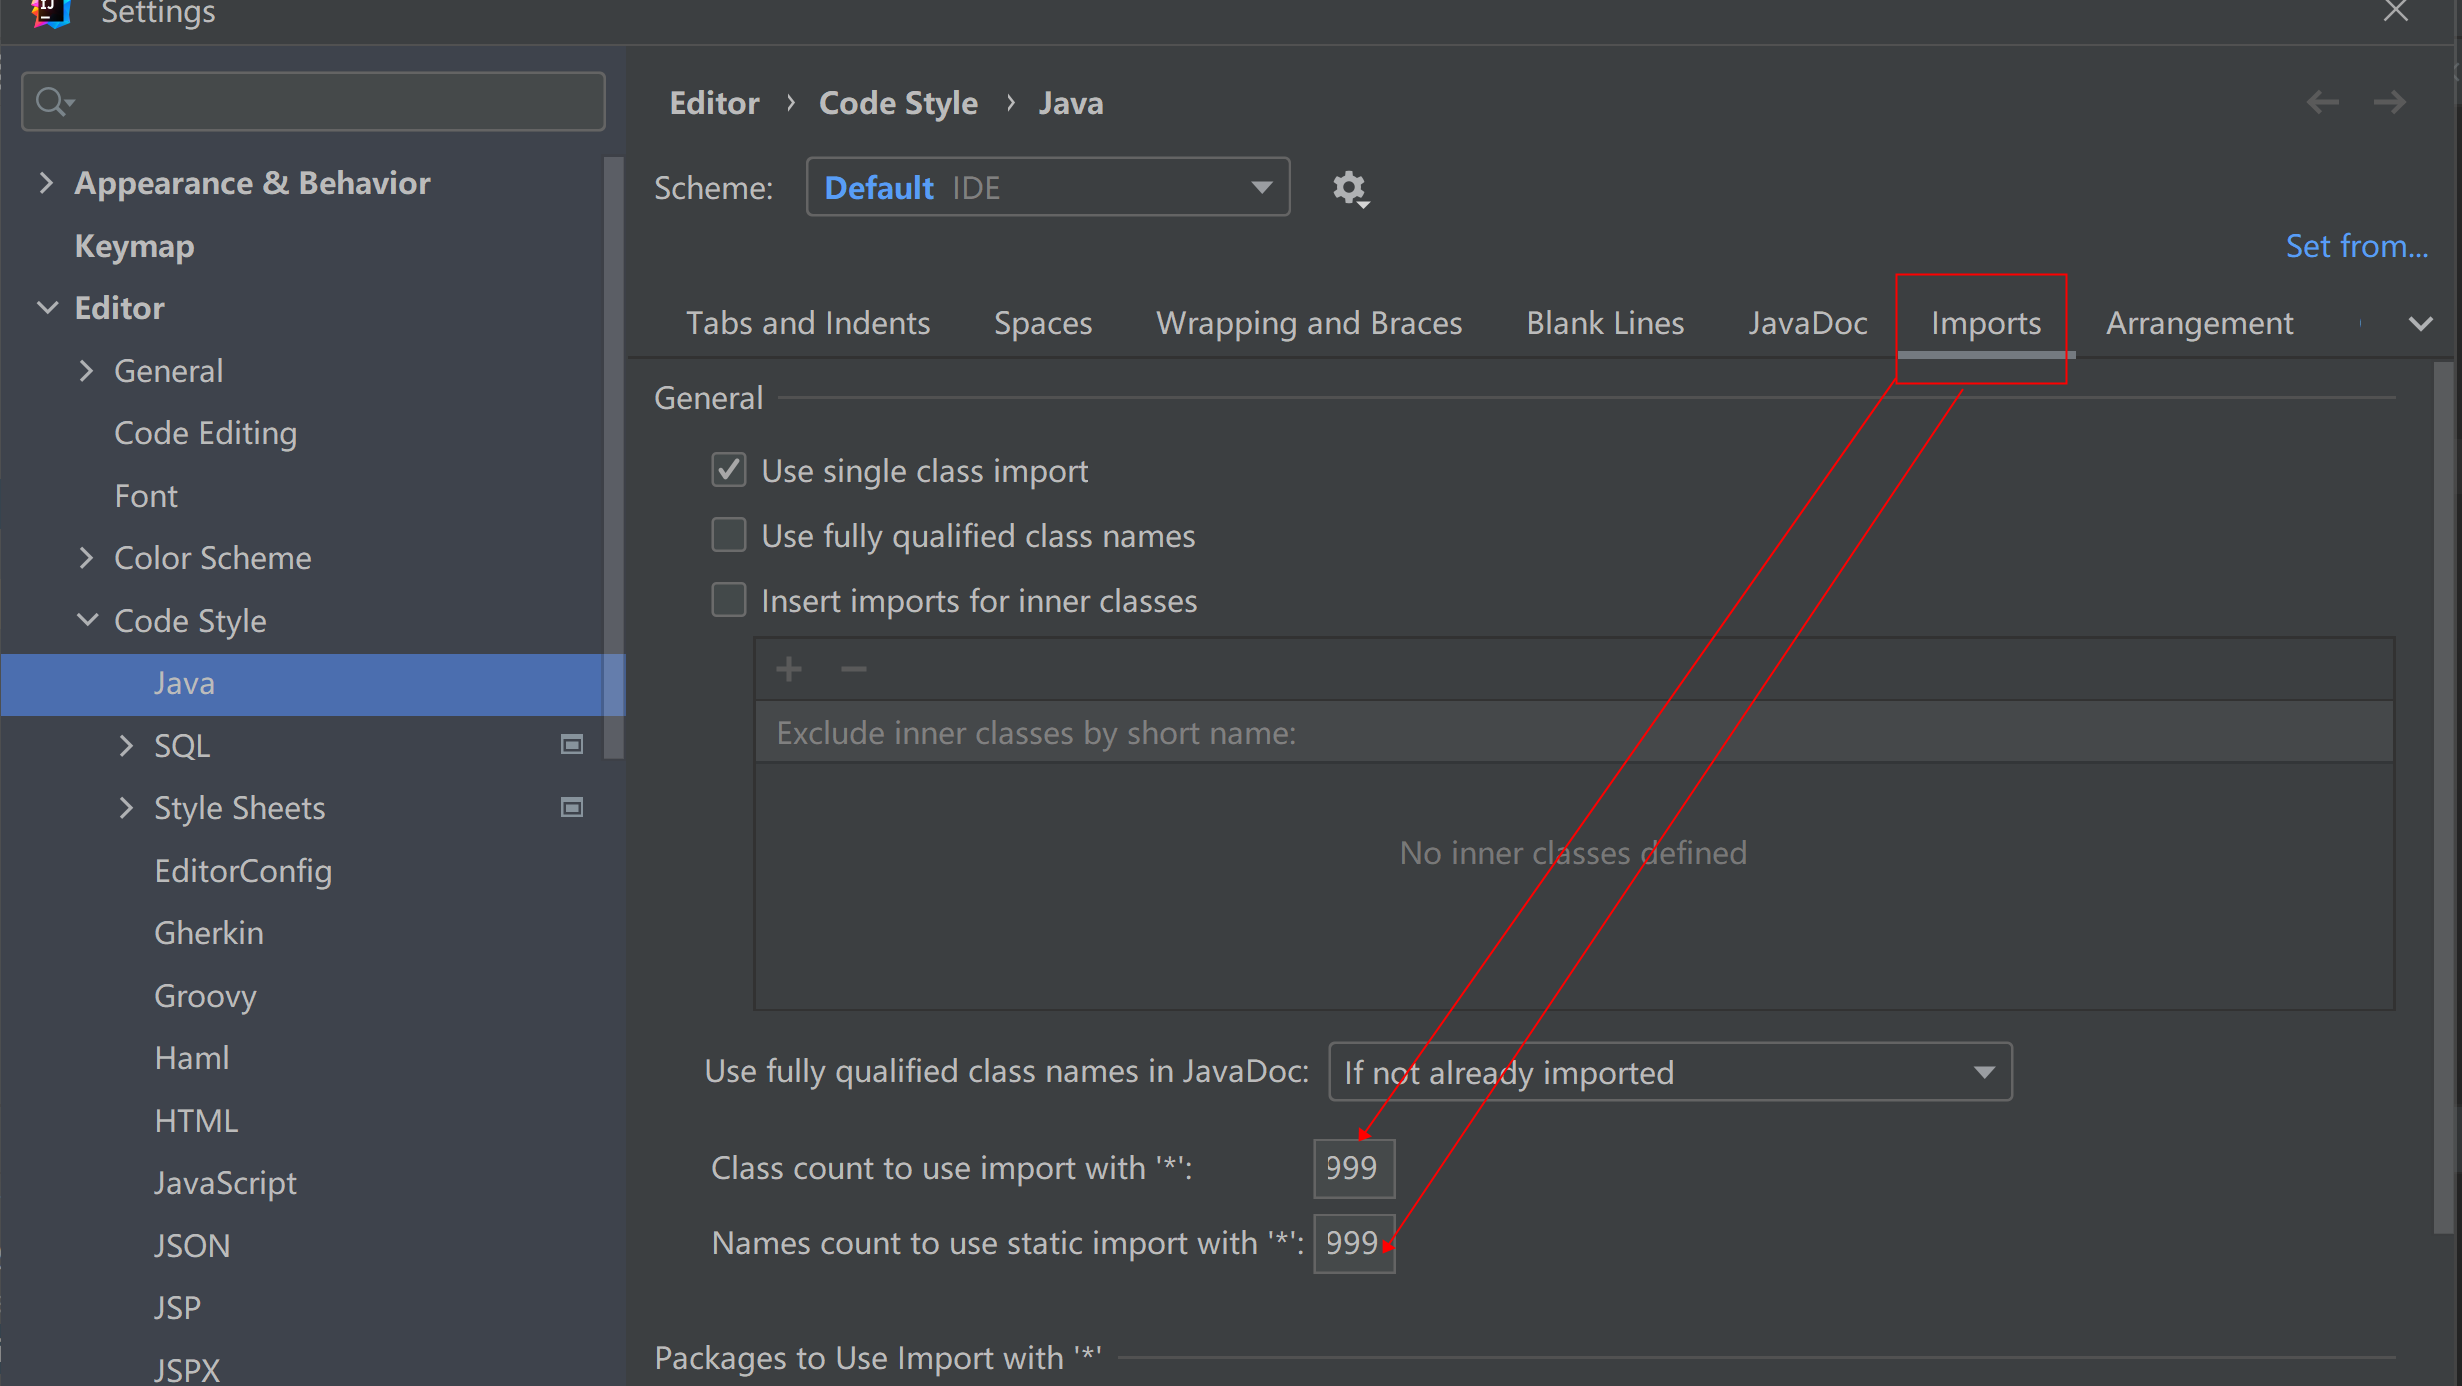 Settings
Appearance & Behavior
Keymap
Editor
General
Code Editing
Font
Color Scheme
Code Style
Java
SQL
Style Sheets
EditorConfig
Gherkin
Groovy
Haml
HTML
JavaScript
JSON
JSP
JSPX
Editor › Code Style › Java
Scheme: Default IDE
Set from...
Tabs and Indents Spaces Wrapping and Braces Blank Lines JavaDoc Imports Arrangement
General
Use single class import
Use fully qualified class names
Insert imports for inner classes
Exclude inner classes by short name:
No inner classes defined
Use fully qualified class names in JavaDoc: If not already imported
Class count to use import with '*': 999
Names count to use static import with '*': 999
Packages to Use Import with '*'